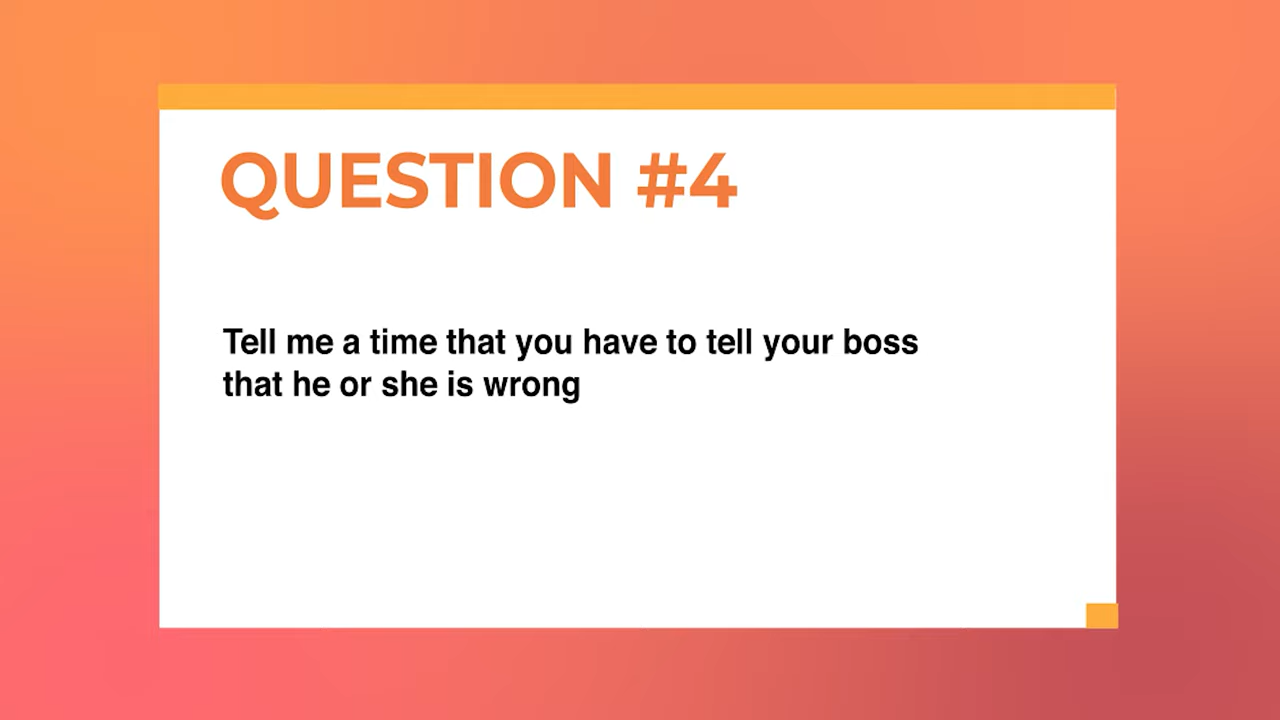 QUESTION #4
Tell me a time that you have to tell your boss
that he or she is wrong